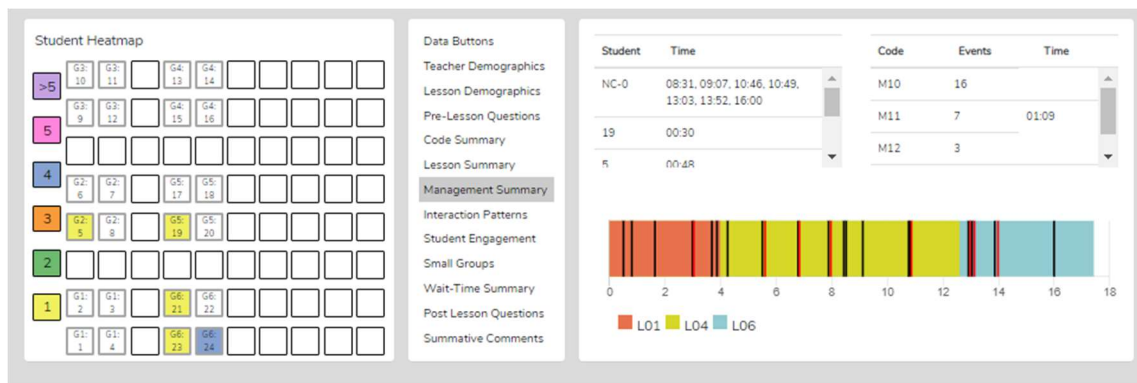 Student Heatmap
>5
5
4
3
2
1
G3: 10 G3: 11 G4: 13 G4: 14
G3: 9 G3: 12 G4: 15 G4: 16
G2: 6 G2: 7 G5: 17 G5: 18
G2: 5 G2: 8 G5: 19 G5: 20
G1: 2 G1: 3 G6: 21 G6: 22
G1: 1 G1: 4 G6: 23 G6: 24
Data Buttons
Teacher Demographics
Lesson Demographics
Pre-Lesson Questions
Code Summary
Lesson Summary
Management Summary
Interaction Patterns
Student Engagement
Small Groups
Wait-Time Summary
Post Lesson Questions
Summative Comments
Student Time
NC-0 08:31, 09:07, 10:46, 10:49,
13:03, 13:52, 16:00
19 00:30
5 00:48
Code Events Time
M10 16
M11 7 01:09
M12 3
0 2 4 6 8 10 12 14 16 18
L01 L04 L06